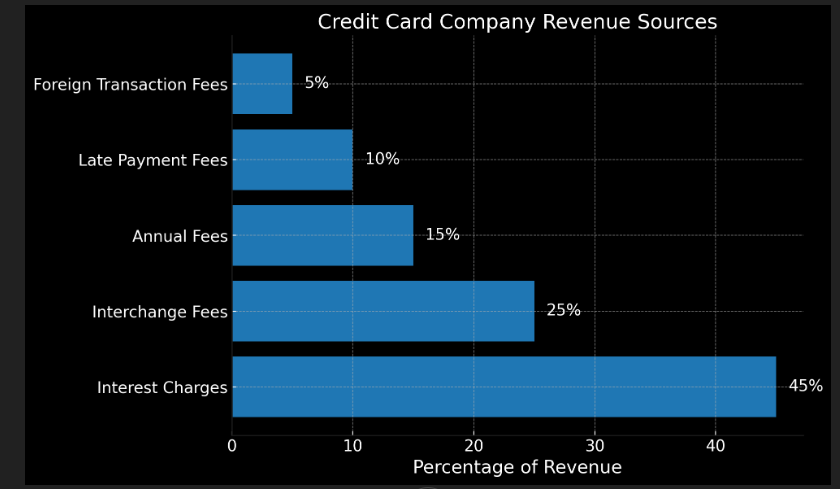 Credit Card Company Revenue Sources
Foreign Transaction Fees 5%
Late Payment Fees 10%
Annual Fees 15%
Interchange Fees 25%
Interest Charges 45%
0 10 20 30 40
Percentage of Revenue